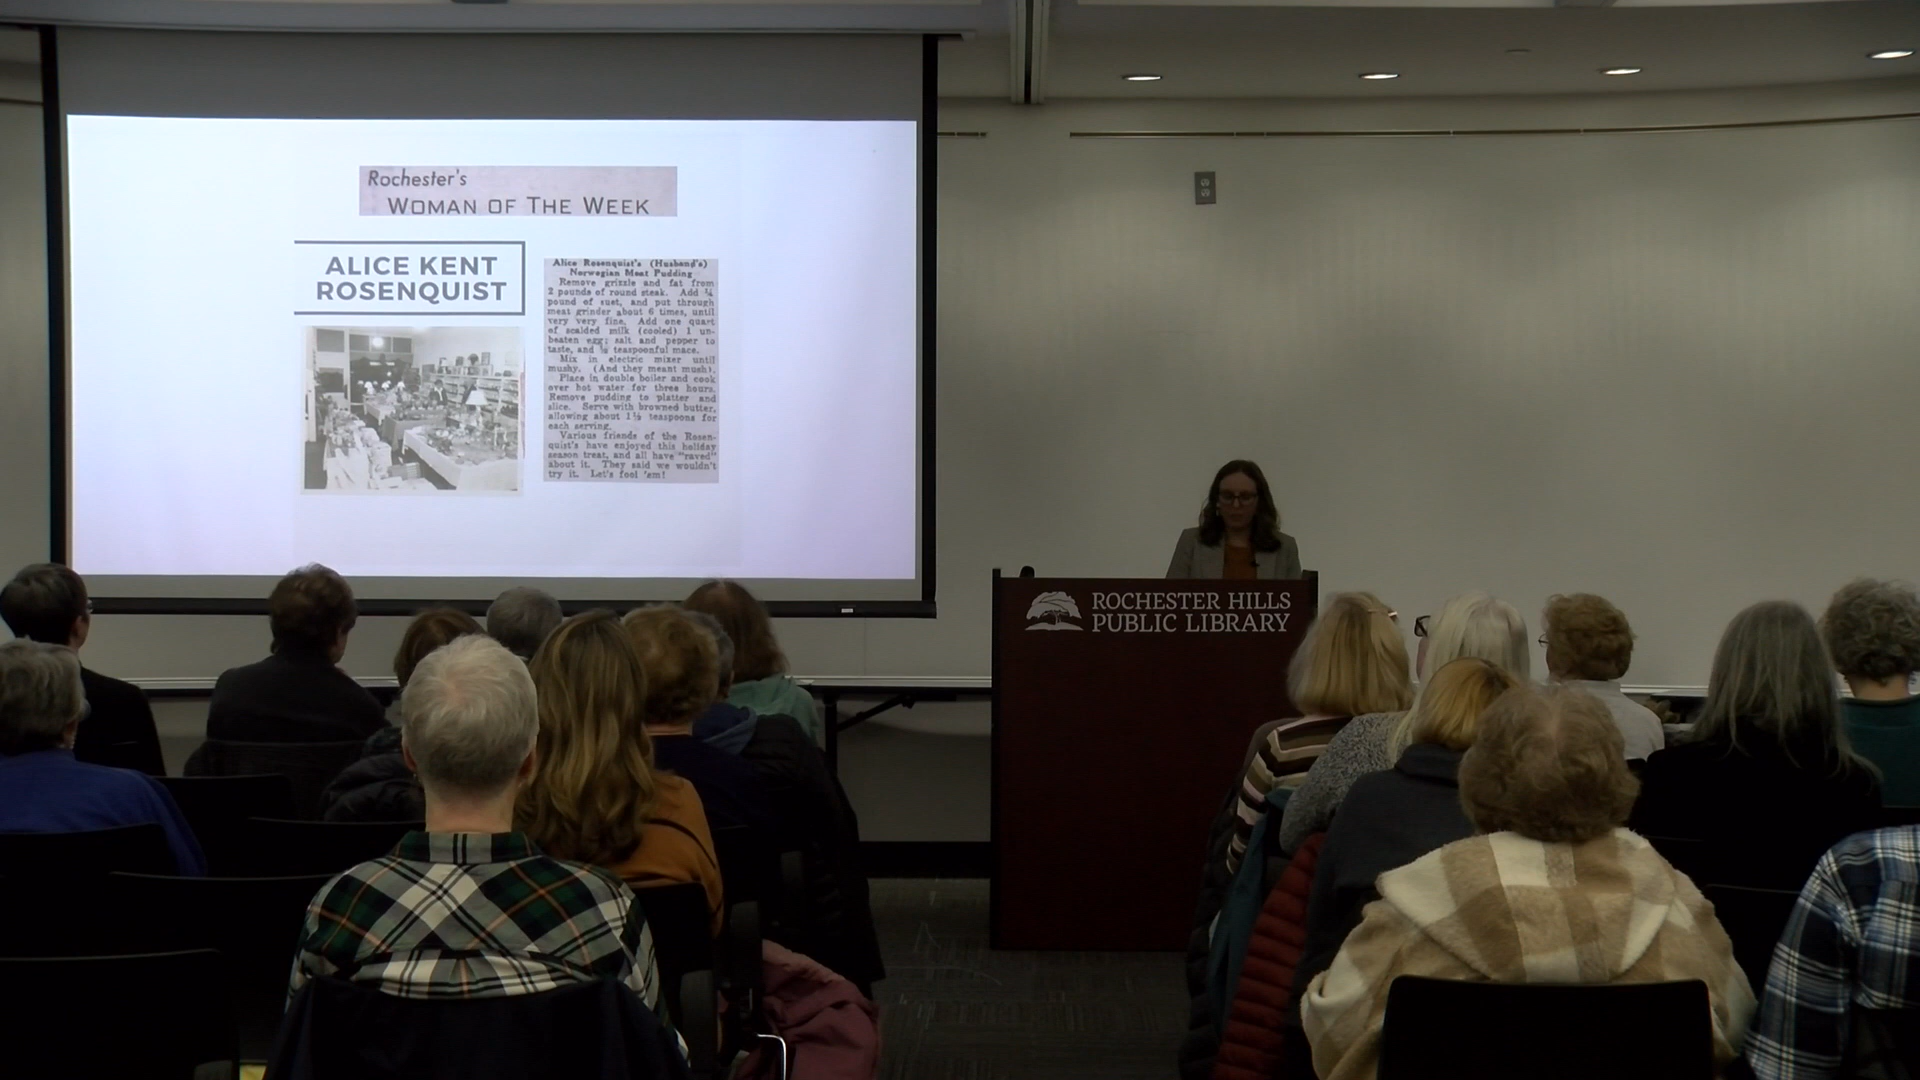 Rochester's
WOMAN OF THE WEEK
ALICE KENT
ROSENQUIST
Alice Rosenquist's (Husband's)
Norwegian Meat Pudding
Remove grizzle and fat from
2 pounds of round steak. Add ¼
pound of suet, and put through
meat grinder about 6 times, until
very very fine. Add one quart
of scalded milk (cooled) 1 un-
beaten egg; salt and pepper to
taste, and ⅛ teaspoonful mace.
Mix in electric mixer until
mushy. (And they meant mush).
Place in double boiler and cook
over hot water for three hours.
Remove pudding to platter and
slice. Serve with browned butter,
allowing about 1½ teaspoons for
each serving.
Various friends of the Rosen-
quist's have enjoyed this holiday
season treat, and all have "raved"
about it. They said we wouldn't
try it. Let's fool 'em!
ROCHESTER HILLS
PUBLIC LIBRARY